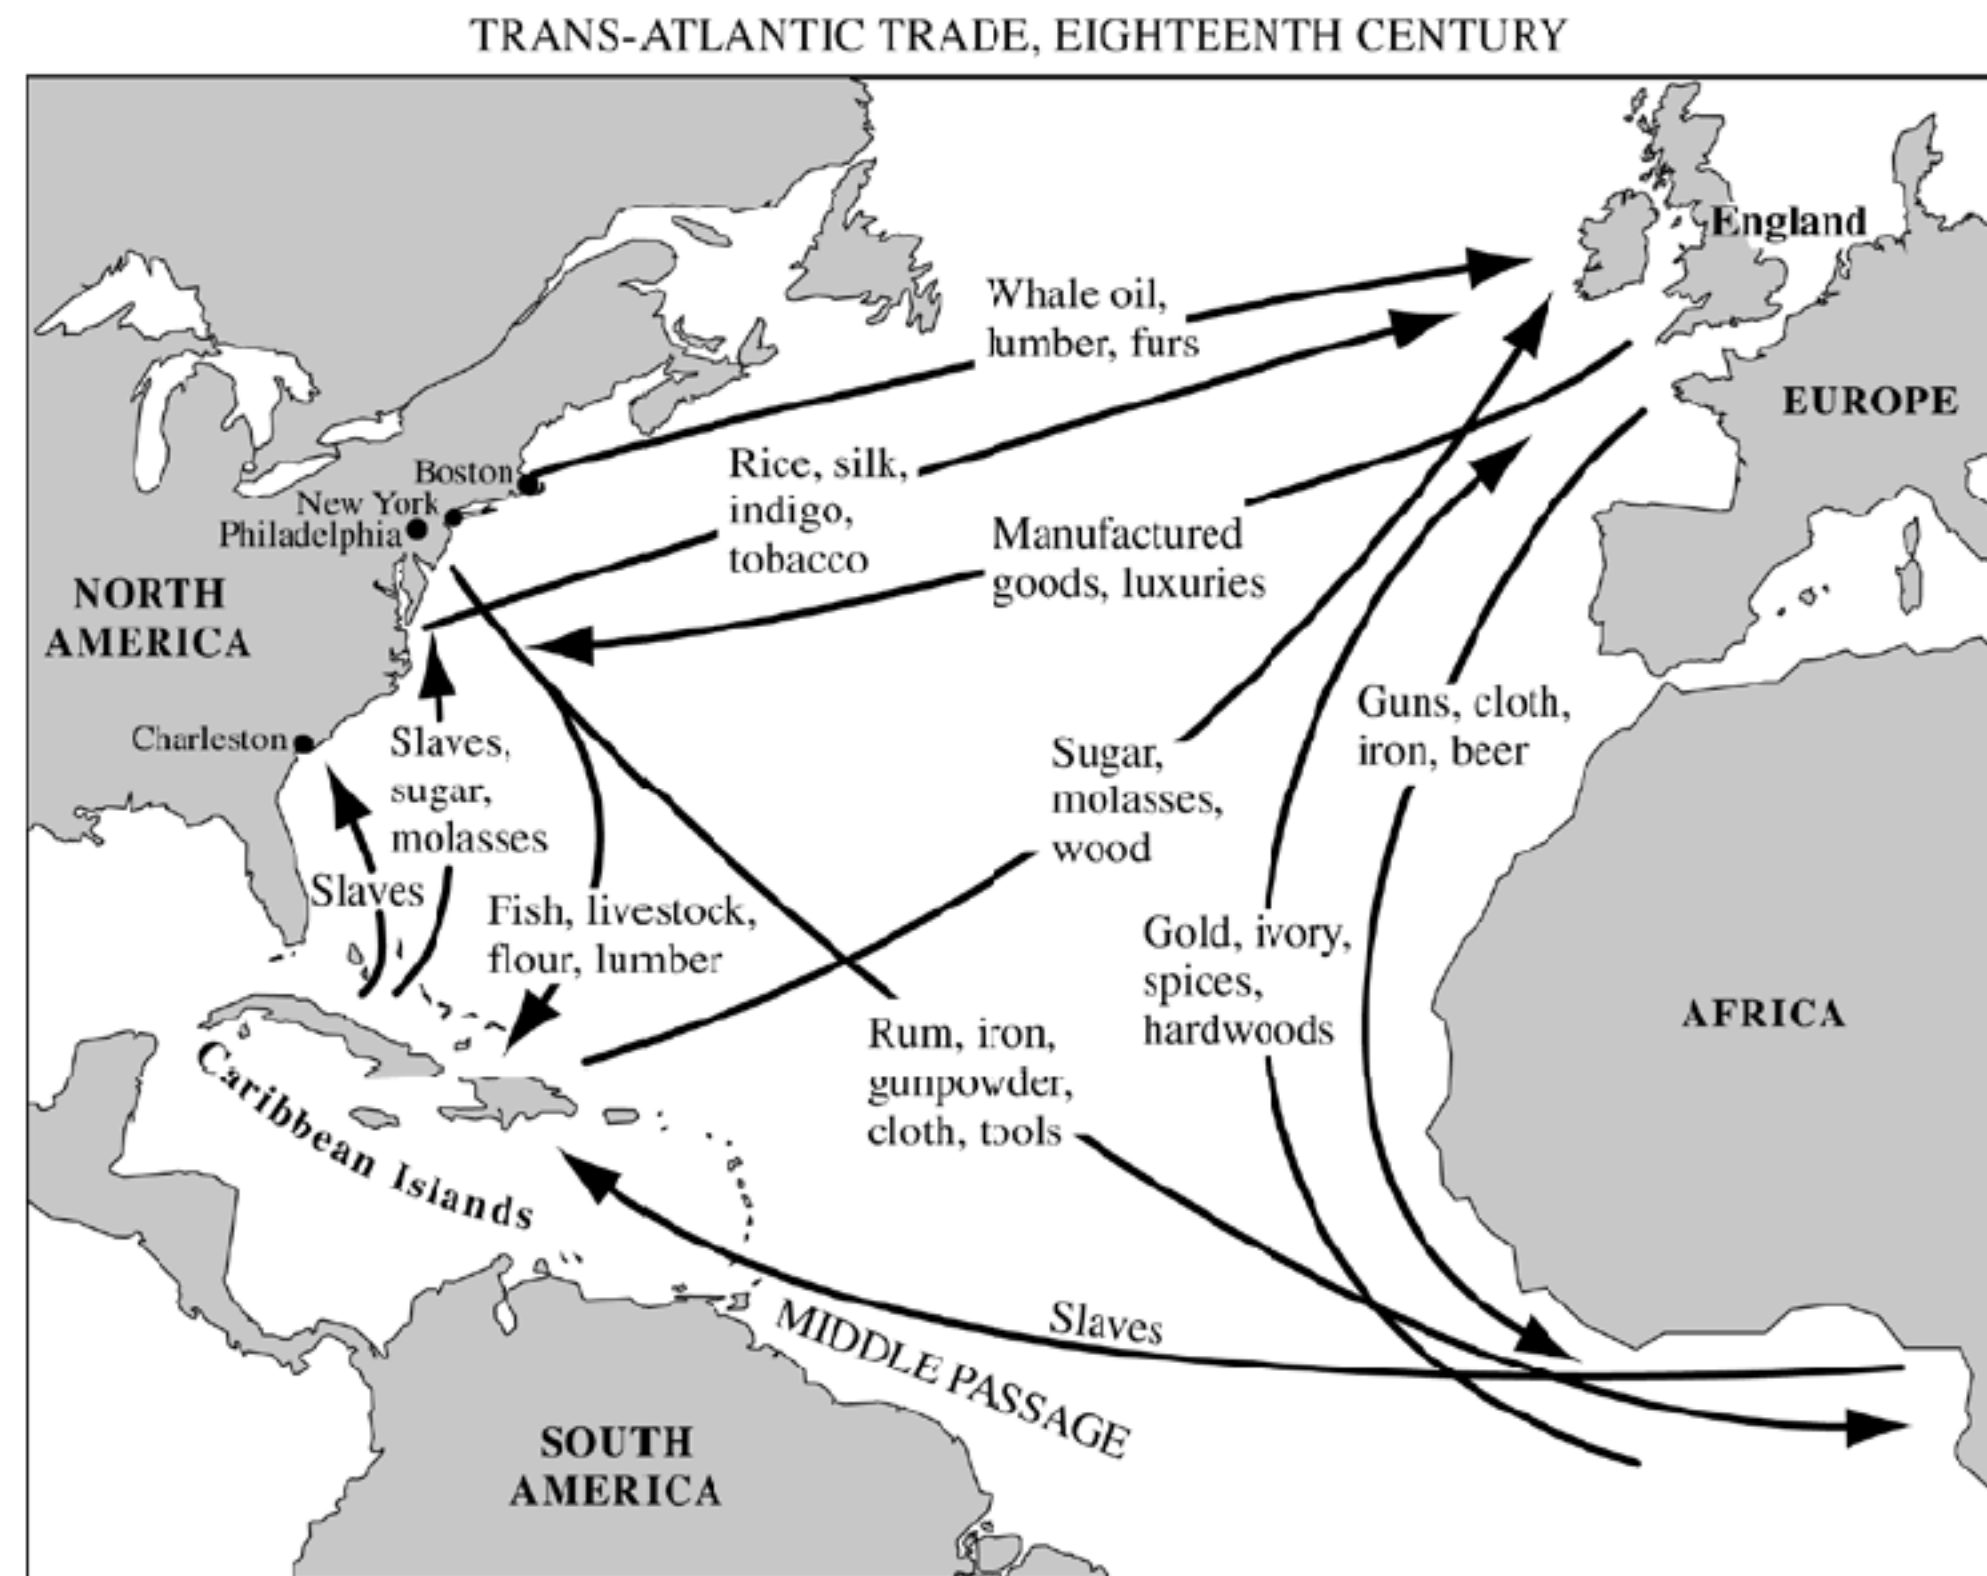 TRANS-ATLANTIC TRADE, EIGHTEENTH CENTURY
England
EUROPE
Whale oil,
lumber, furs
Boston
New York
Philadelphia
Rice, silk,
indigo,
tobacco
Manufactured
goods, luxuries
NORTH
AMERICA
Charleston
Slaves,
sugar,
molasses
Slaves
Fish, livestock,
flour, lumber
Sugar,
molasses,
wood
Guns, cloth,
iron, beer
Gold, ivory,
spices,
hardwoods
AFRICA
Rum, iron,
gunpowder,
cloth, tools
Caribbean Islands
Slaves
MIDDLE PASSAGE
SOUTH
AMERICA